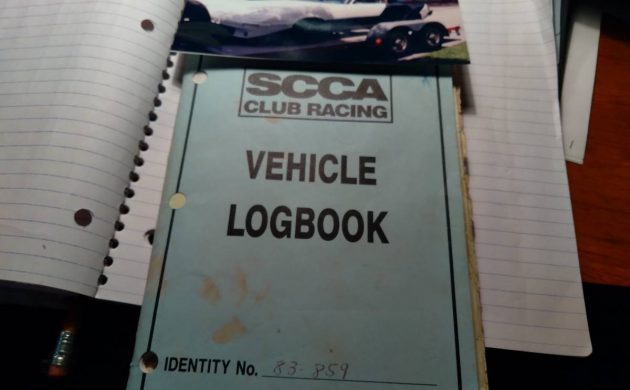 SCCA
CLUB RACING
VEHICLE
LOGBOOK
IDENTITY No. 83-859